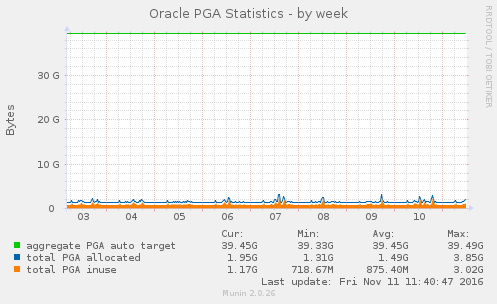 Oracle PGA Statistics - by week
RRDTOOL / TOBI OETIKER
Bytes
30 G
20 G
10 G
0
03 04 05 06 07 08 09 10
Cur: Min: Avg: Max:
aggregate PGA auto target 39.45G 39.33G 39.45G 39.49G
total PGA allocated 1.95G 1.31G 1.49G 3.85G
total PGA inuse 1.17G 718.67M 875.40M 3.02G
Last update: Fri Nov 11 11:40:47 2016
Munin 2.0.26